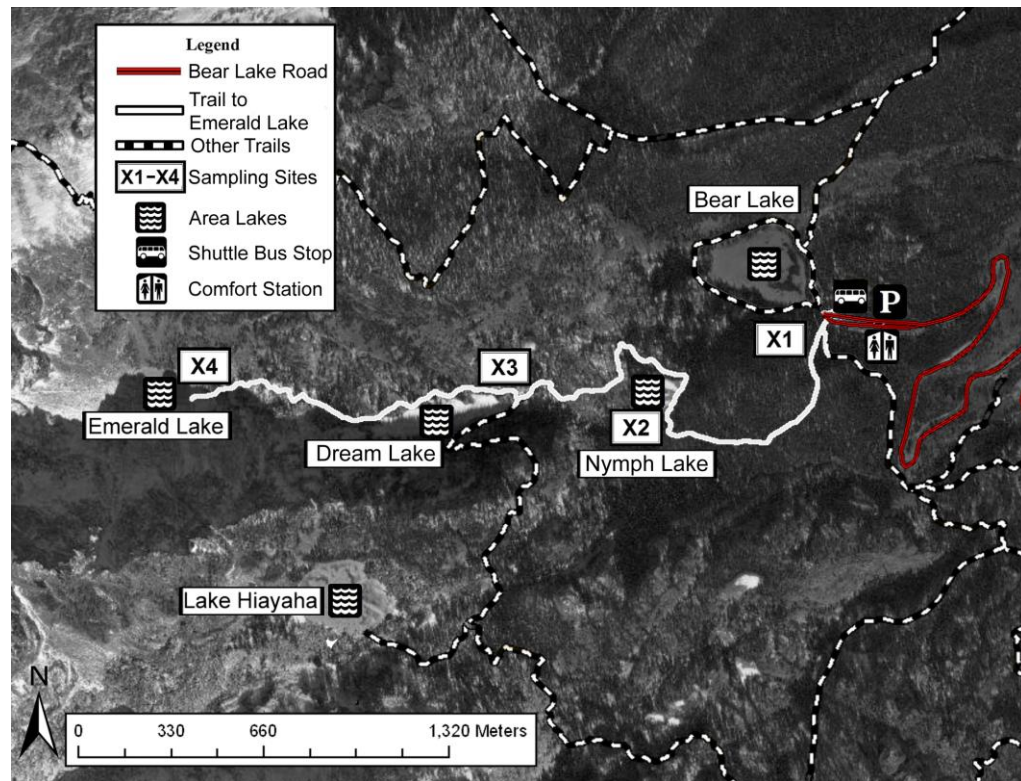 Legend
Bear Lake Road
Trail to
Emerald Lake
Other Trails
X1-X4 Sampling Sites
Area Lakes
Shuttle Bus Stop
Comfort Station
Bear Lake
P
X1
X4
X3
Emerald Lake
X2
Dream Lake
Nymph Lake
Lake Hiayaha
N
0 330 660 1,320 Meters